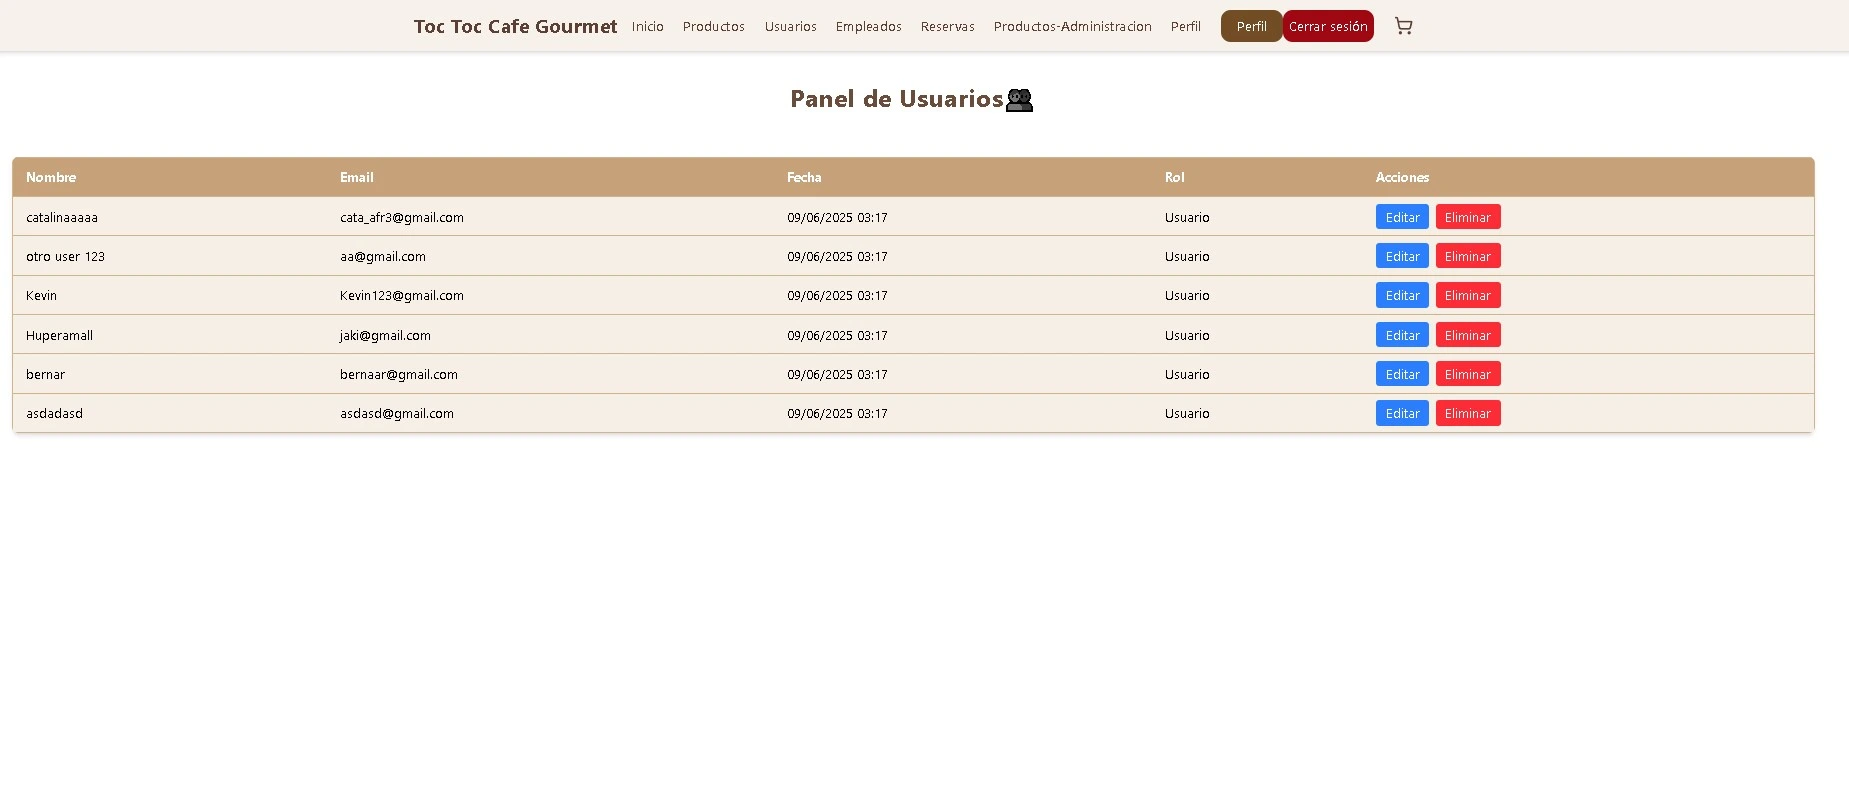 Toc Toc Cafe Gourmet Inicio Productos Usuarios Empleados Reservas Productos-Administracion Perfil Perfil Cerrar sesión
Panel de Usuarios
Nombre Email Fecha Rol Acciones
catalinaaaaa cata_afr3@gmail.com 09/06/2025 03:17 Usuario Editar Eliminar
otro user 123 aa@gmail.com 09/06/2025 03:17 Usuario Editar Eliminar
Kevin Kevin123@gmail.com 09/06/2025 03:17 Usuario Editar Eliminar
Huperamall jaki@gmail.com 09/06/2025 03:17 Usuario Editar Eliminar
bernar bernaar@gmail.com 09/06/2025 03:17 Usuario Editar Eliminar
asdadasd asdasd@gmail.com 09/06/2025 03:17 Usuario Editar Eliminar